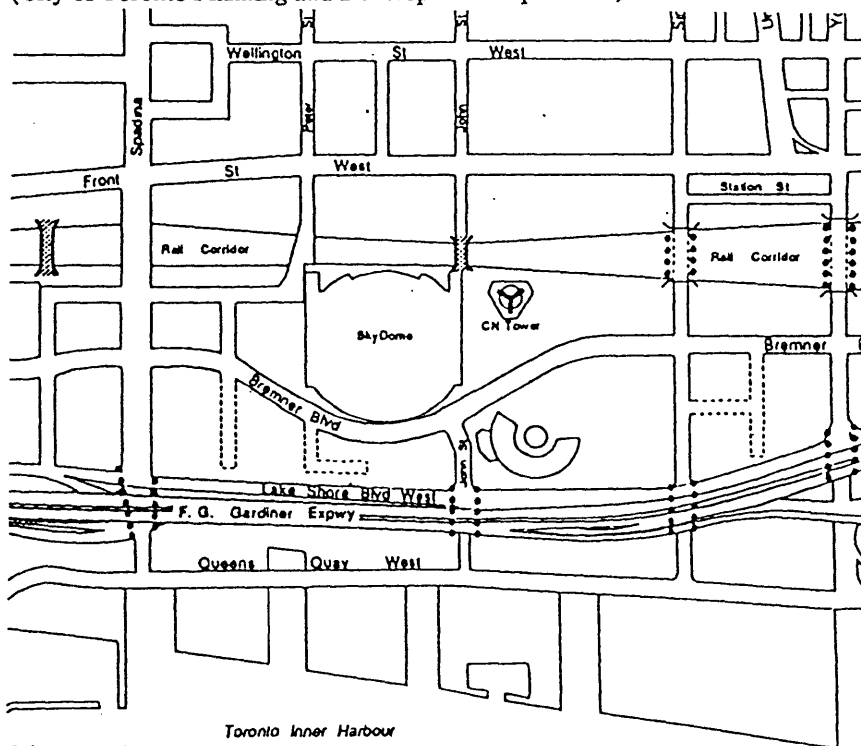 Wellington St West
Spadina
Peter
John
Front St West
Station St
Rail Corridor
Rail Corridor
SkyDome
CN Tower
Bremner
Bremner Blvd
John St
Lake Shore Blvd West
F. G. Gardiner Expwy
Queens Quay West
Toronto Inner Harbour